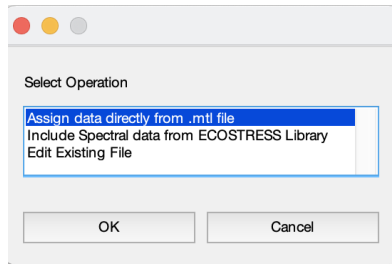 Select Operation
Assign data directly from .mtl file
Include Spectral data from ECOSTRESS Library
Edit Existing File
OK
Cancel